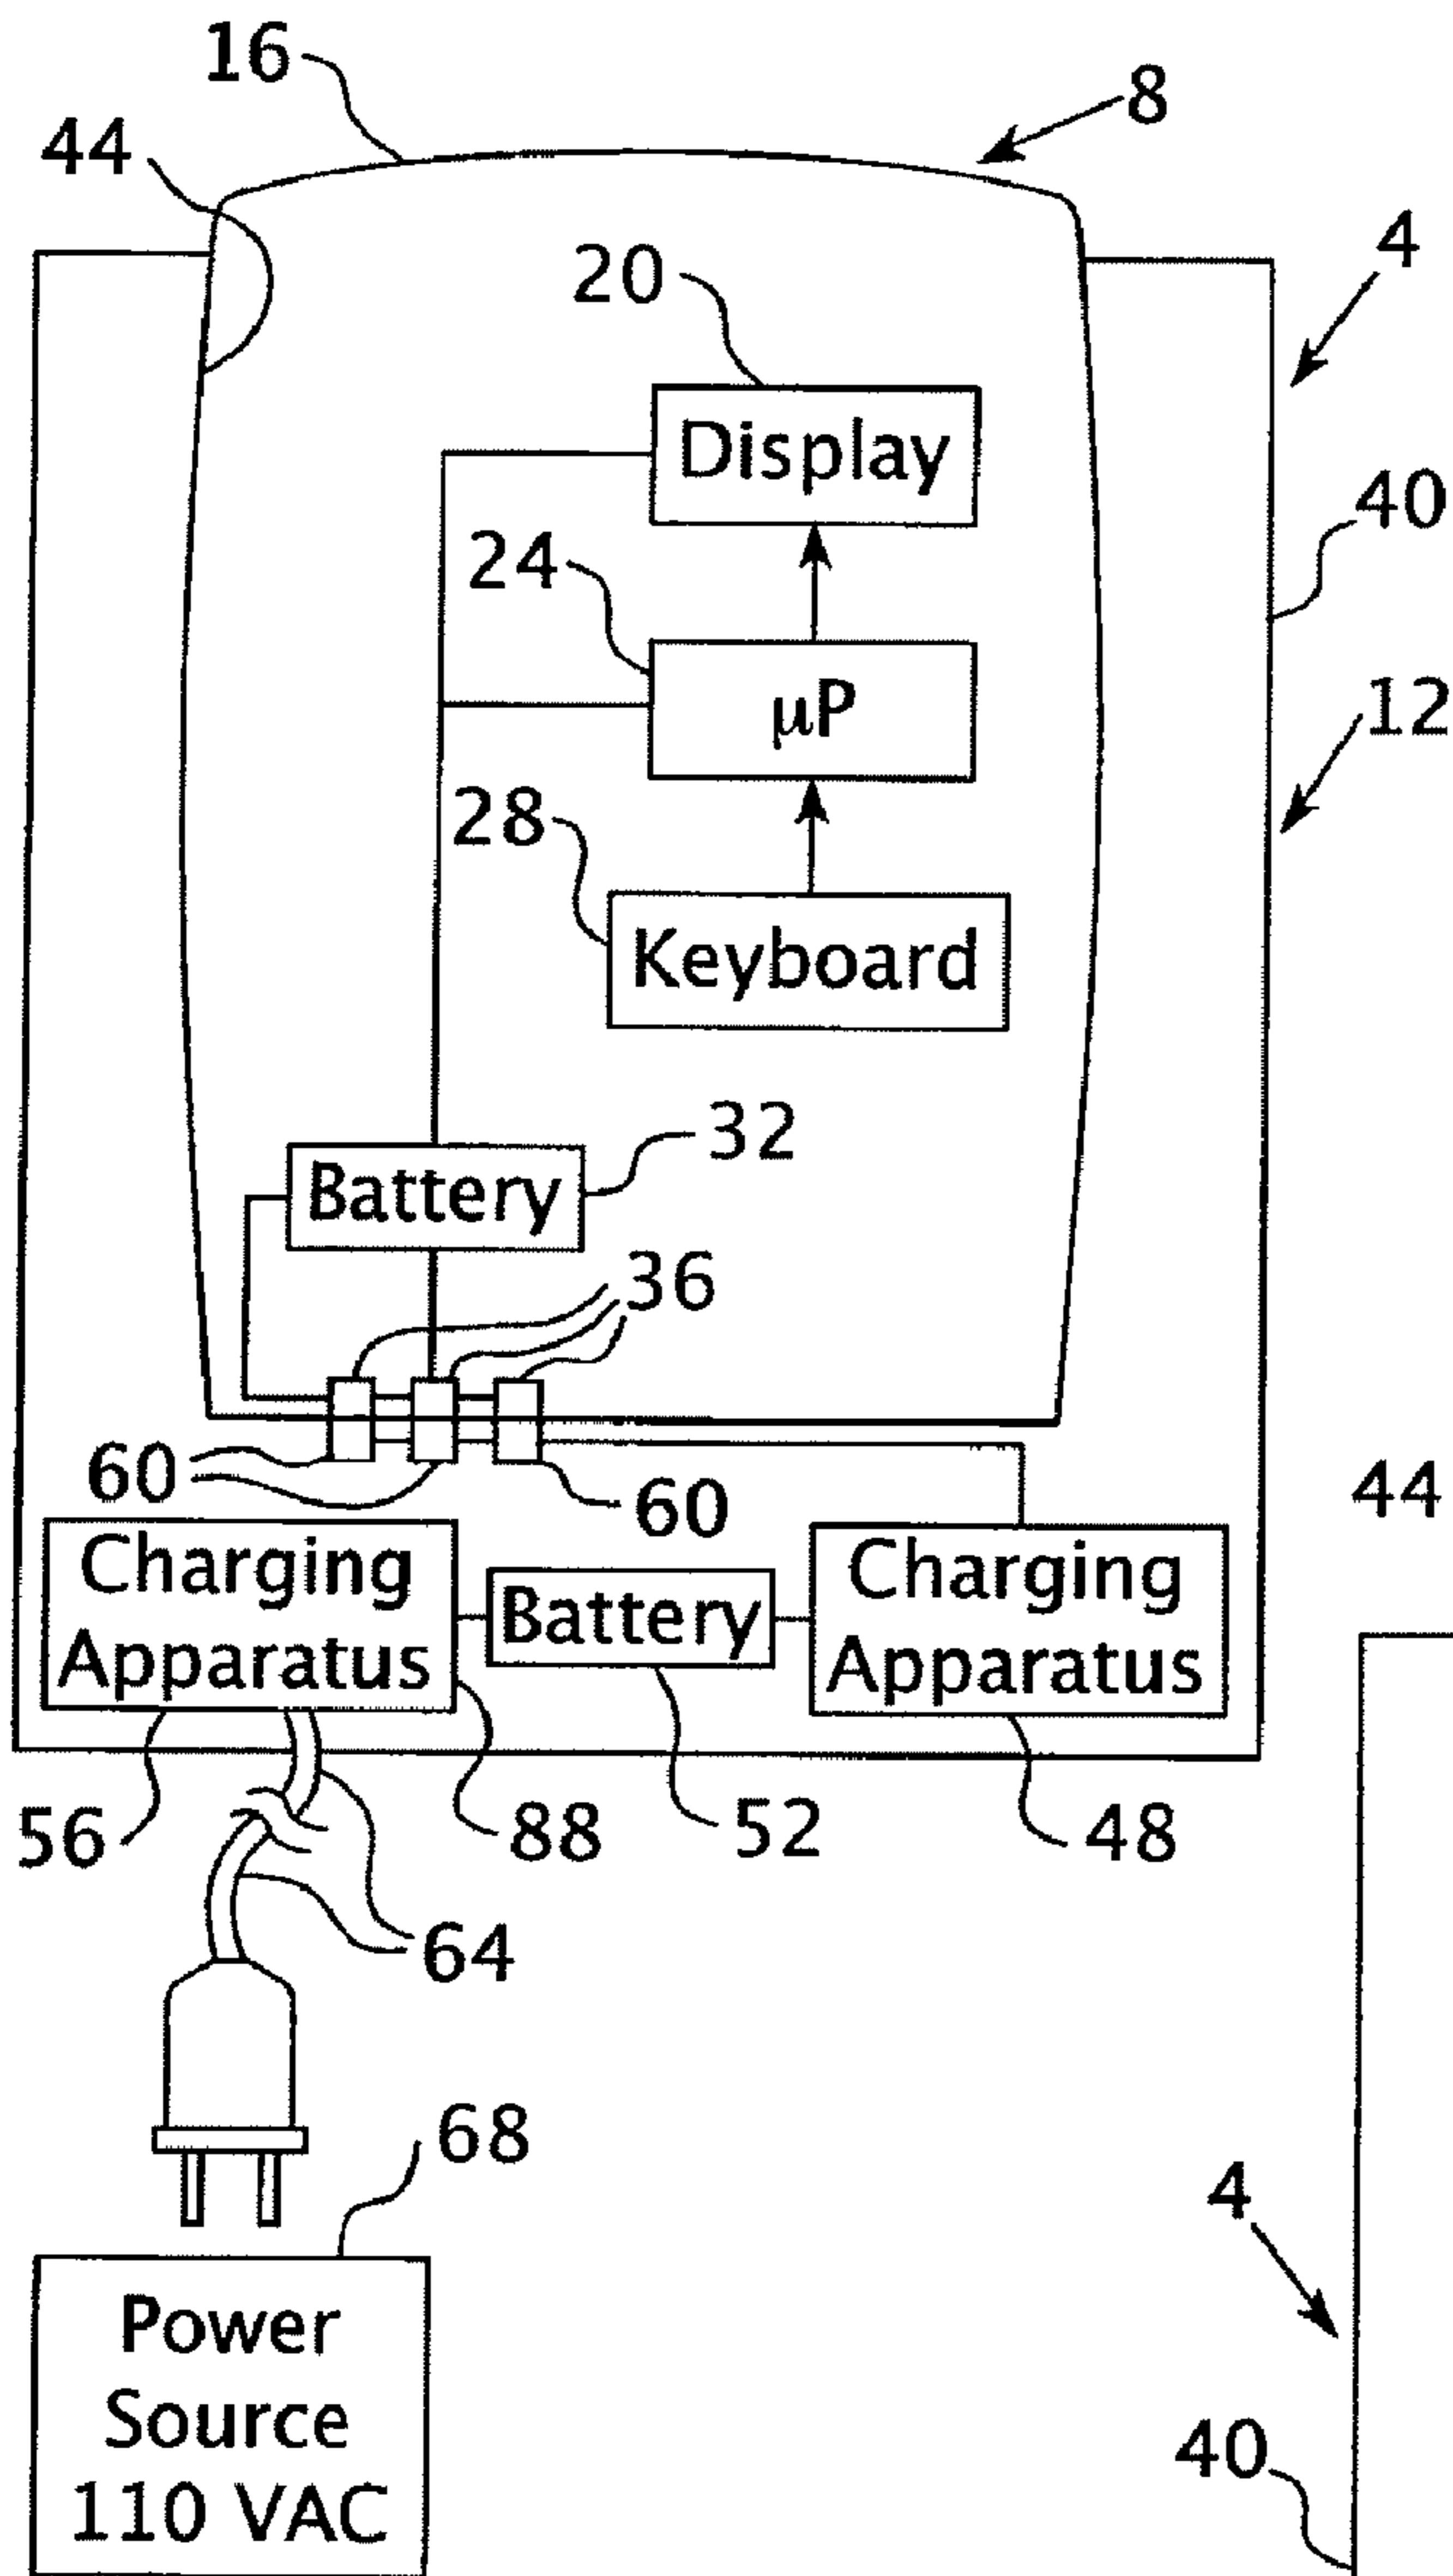 16
8
44
4
20
Display
40
24
μP
12
28
Keyboard
32
Battery
36
60
60
44
Charging
Apparatus
Battery
Charging
Apparatus
56
88
52
48
64
68
4
Power
Source
110 VAC
40